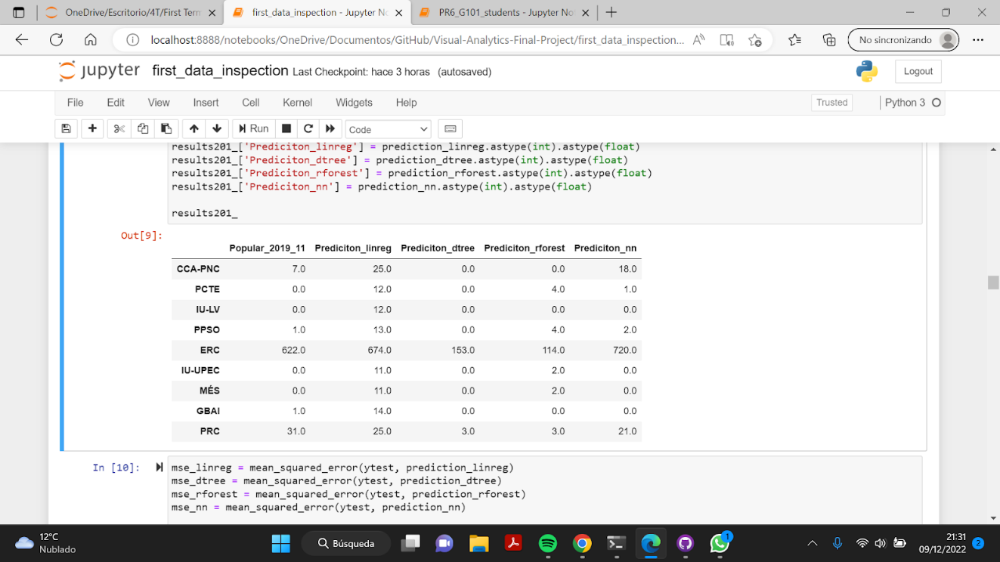 OneDrive/Escritorio/4T/First Term
first_data_inspection - Jupyter No
PR6_G101_students - Jupyter No
localhost:8888/notebooks/OneDrive/Documentos/GitHub/Visual-Analytics-Final-Project/first_data_inspection...
No sincronizando
jupyter first_data_inspection Last Checkpoint: hace 3 horas (autosaved)
Logout
File Edit View Insert Cell Kernel Widgets Help
Trusted Python 3
Run Code
results201_['Prediciton_linreg'] = prediction_linreg.astype(int).astype(float)
results201_['Prediciton_dtree'] = prediction_dtree.astype(int).astype(float)
results201_['Prediciton_rforest'] = prediction_rforest.astype(int).astype(float)
results201_['Prediciton_nn'] = prediction_nn.astype(int).astype(float)
results201_
Out[9]:
Popular_2019_11 Prediciton_linreg Prediciton_dtree Prediciton_rforest Prediciton_nn
CCA-PNC 7.0 25.0 0.0 0.0 18.0
PCTE 0.0 12.0 0.0 4.0 1.0
IU-LV 0.0 12.0 0.0 0.0 0.0
PPSO 1.0 13.0 0.0 4.0 2.0
ERC 622.0 674.0 153.0 114.0 720.0
IU-UPEC 0.0 11.0 0.0 2.0 0.0
MÉS 0.0 11.0 0.0 2.0 0.0
GBAI 1.0 14.0 0.0 0.0 0.0
PRC 31.0 25.0 3.0 3.0 21.0
In [10]:
mse_linreg = mean_squared_error(ytest, prediction_linreg)
mse_dtree = mean_squared_error(ytest, prediction_dtree)
mse_rforest = mean_squared_error(ytest, prediction_rforest)
mse_nn = mean_squared_error(ytest, prediction_nn)
12°C
Nublado
Búsqueda
1
21:31
09/12/2022
2